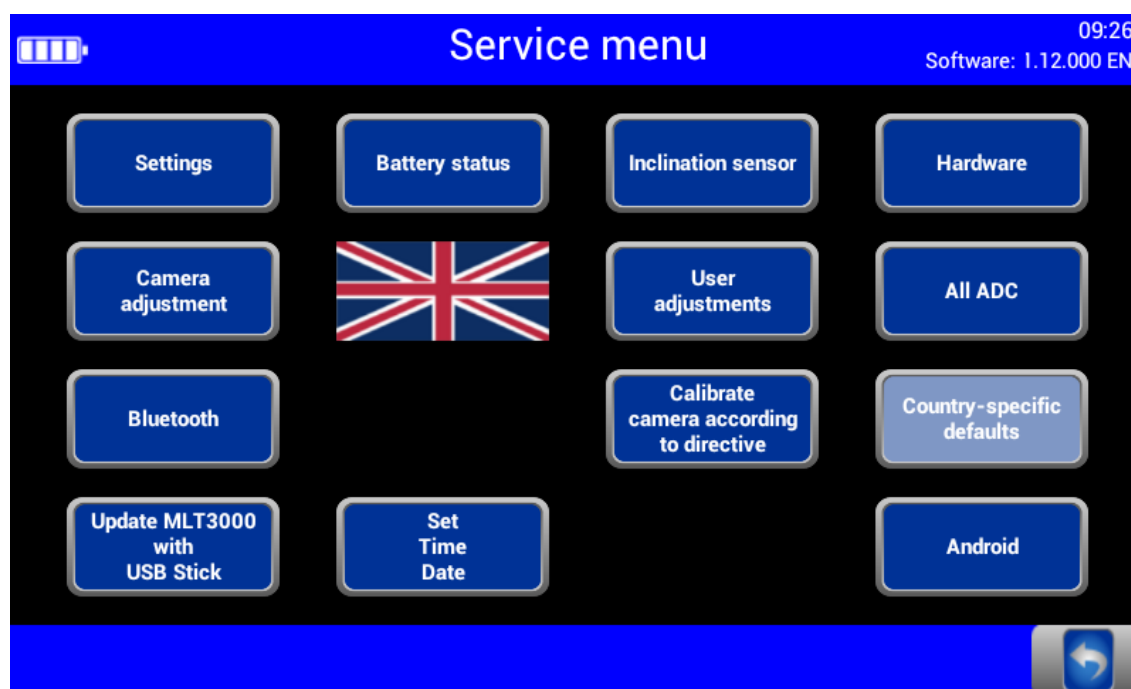 Service menu
09:26
Software: 1.12.000 EN
Settings
Battery status
Inclination sensor
Hardware
Camera
adjustment
User
adjustments
All ADC
Bluetooth
Calibrate
camera according
to directive
Country-specific
defaults
Update MLT3000
with
USB Stick
Set
Time
Date
Android